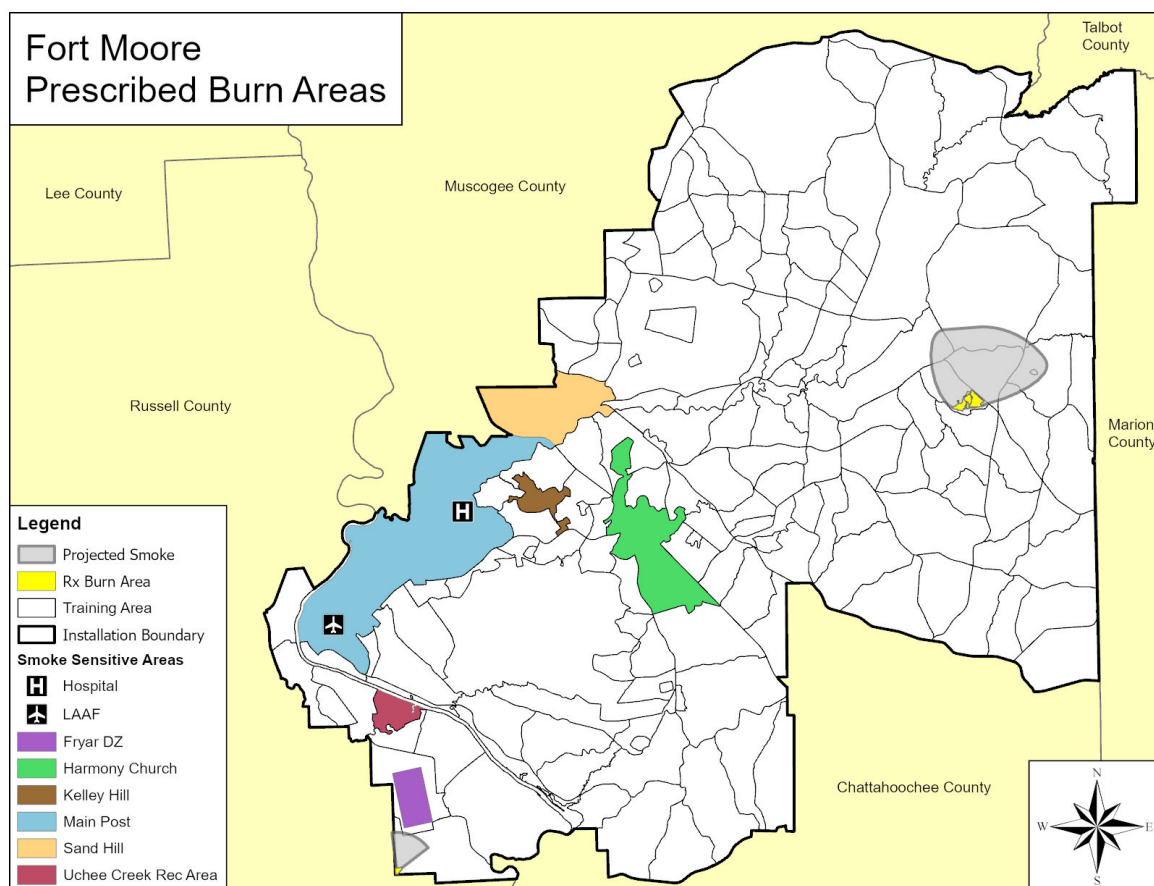 Fort Moore
Prescribed Burn Areas
Talbot
County
Lee County
Muscogee County
Russell County
Marion
County
Chattahoochee County
H
Legend
Projected Smoke
Rx Burn Area
Training Area
Installation Boundary
Smoke Sensitive Areas
H
Hospital
LAAF
Fryar DZ
Harmony Church
Kelley Hill
Main Post
Sand Hill
Uchee Creek Rec Area
N
W
E
S